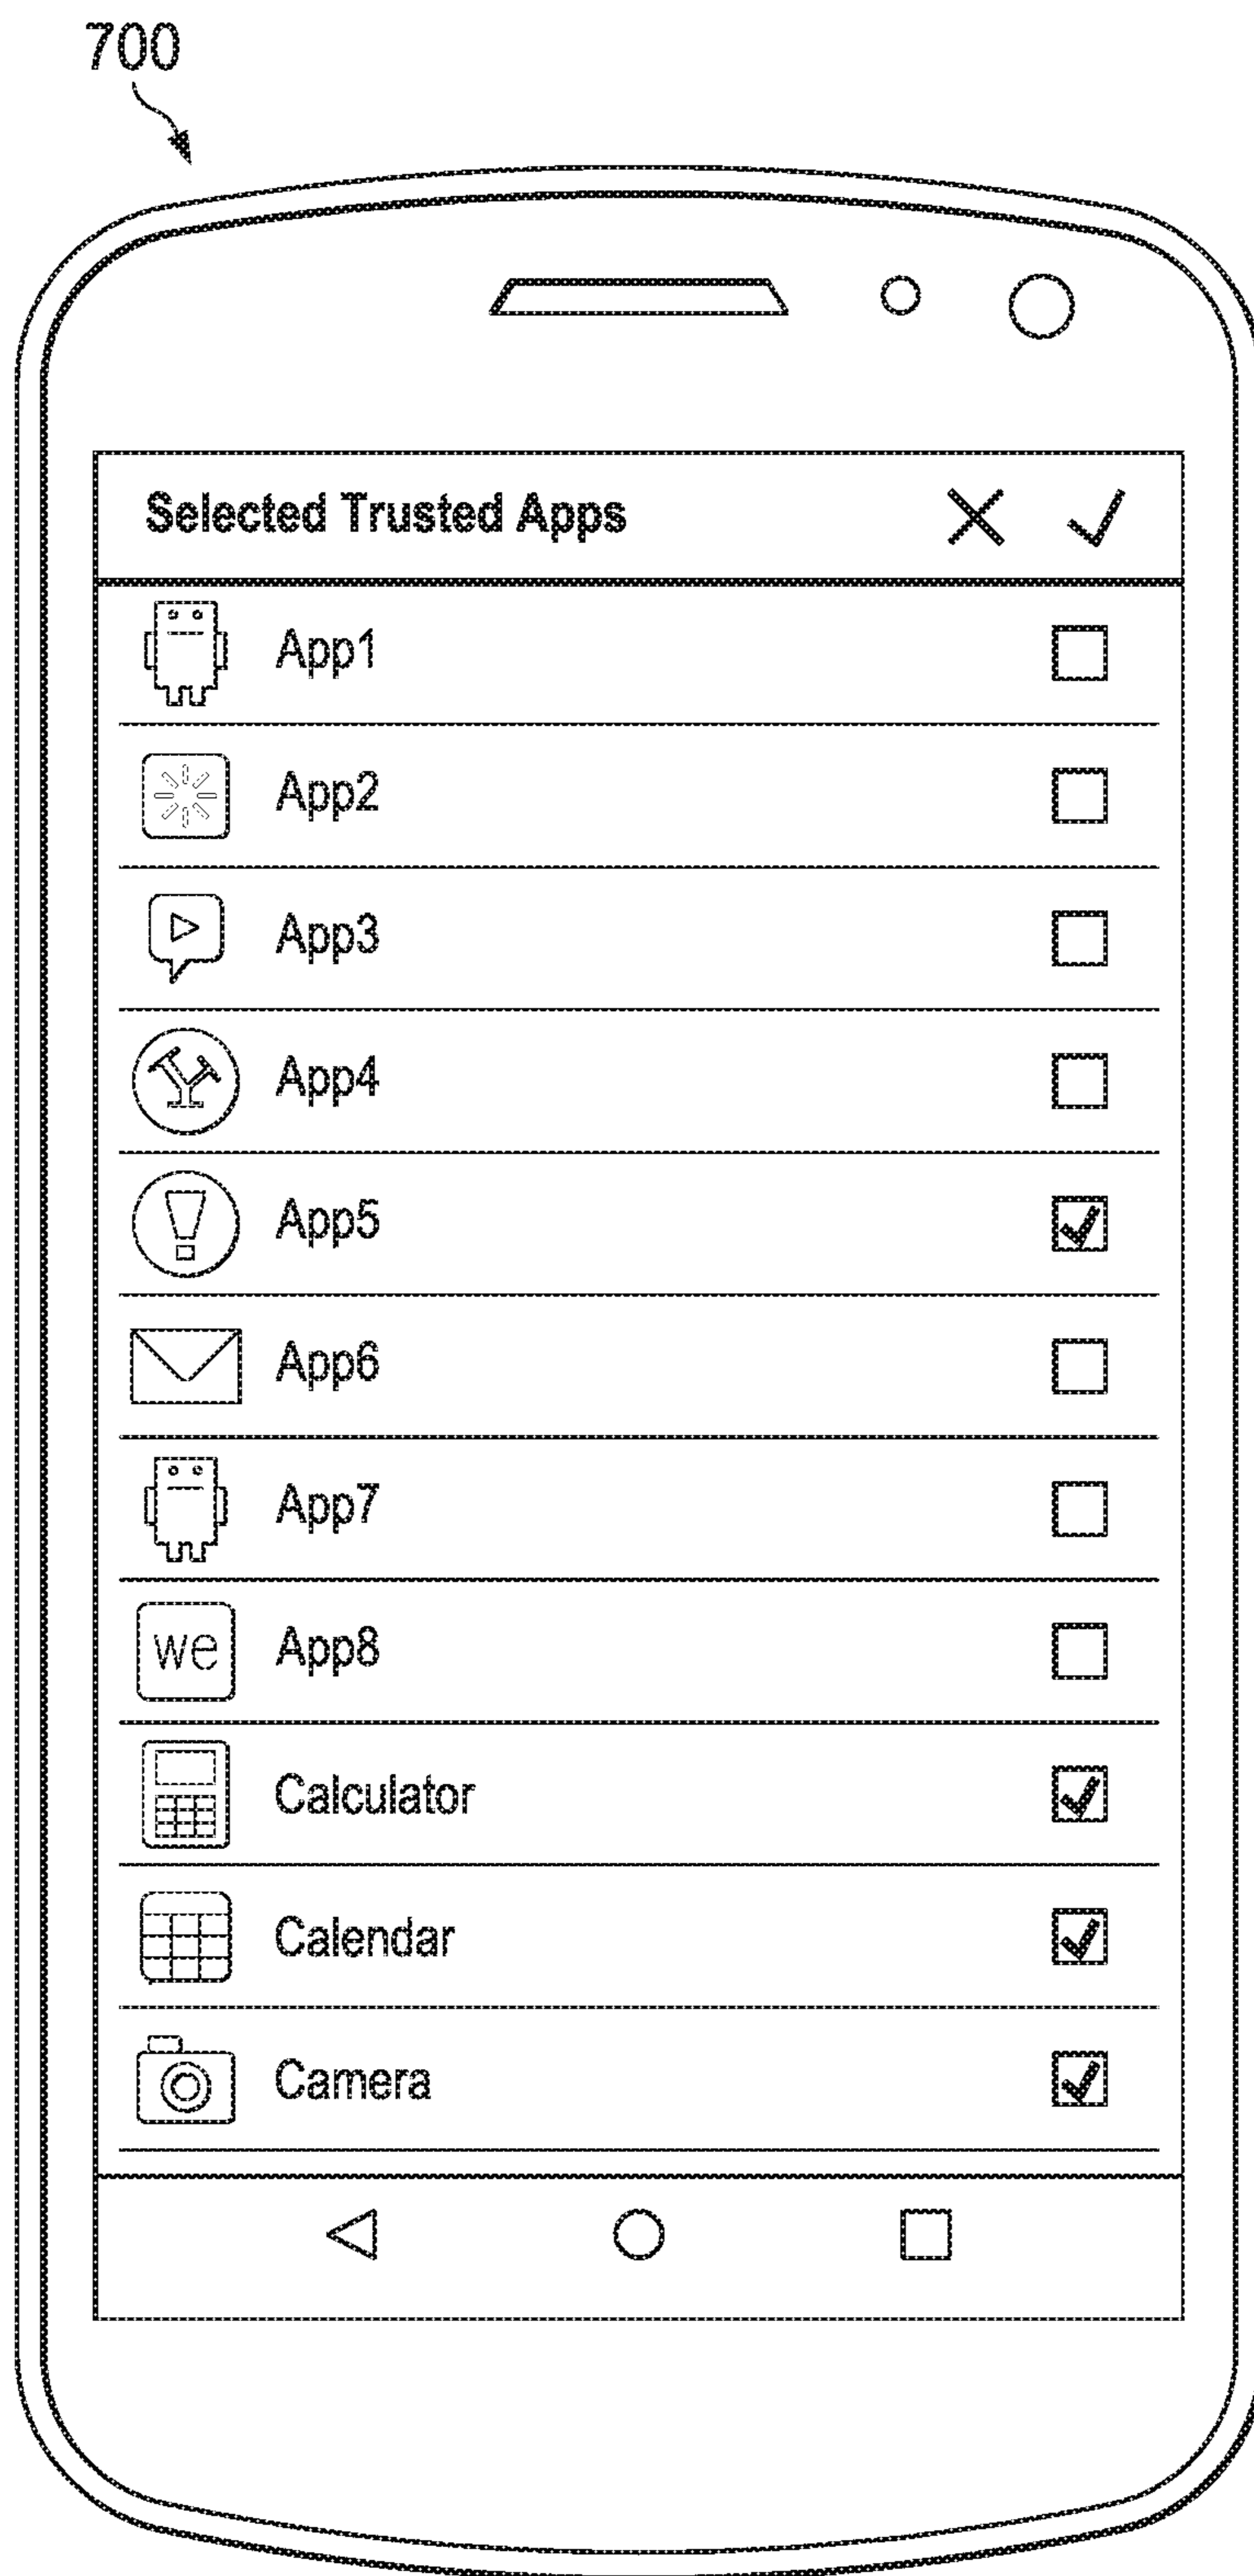 700
Selected Trusted Apps
App1
App2
App3
App4
App5
App6
App7
we App8
Calculator
Calendar
Camera